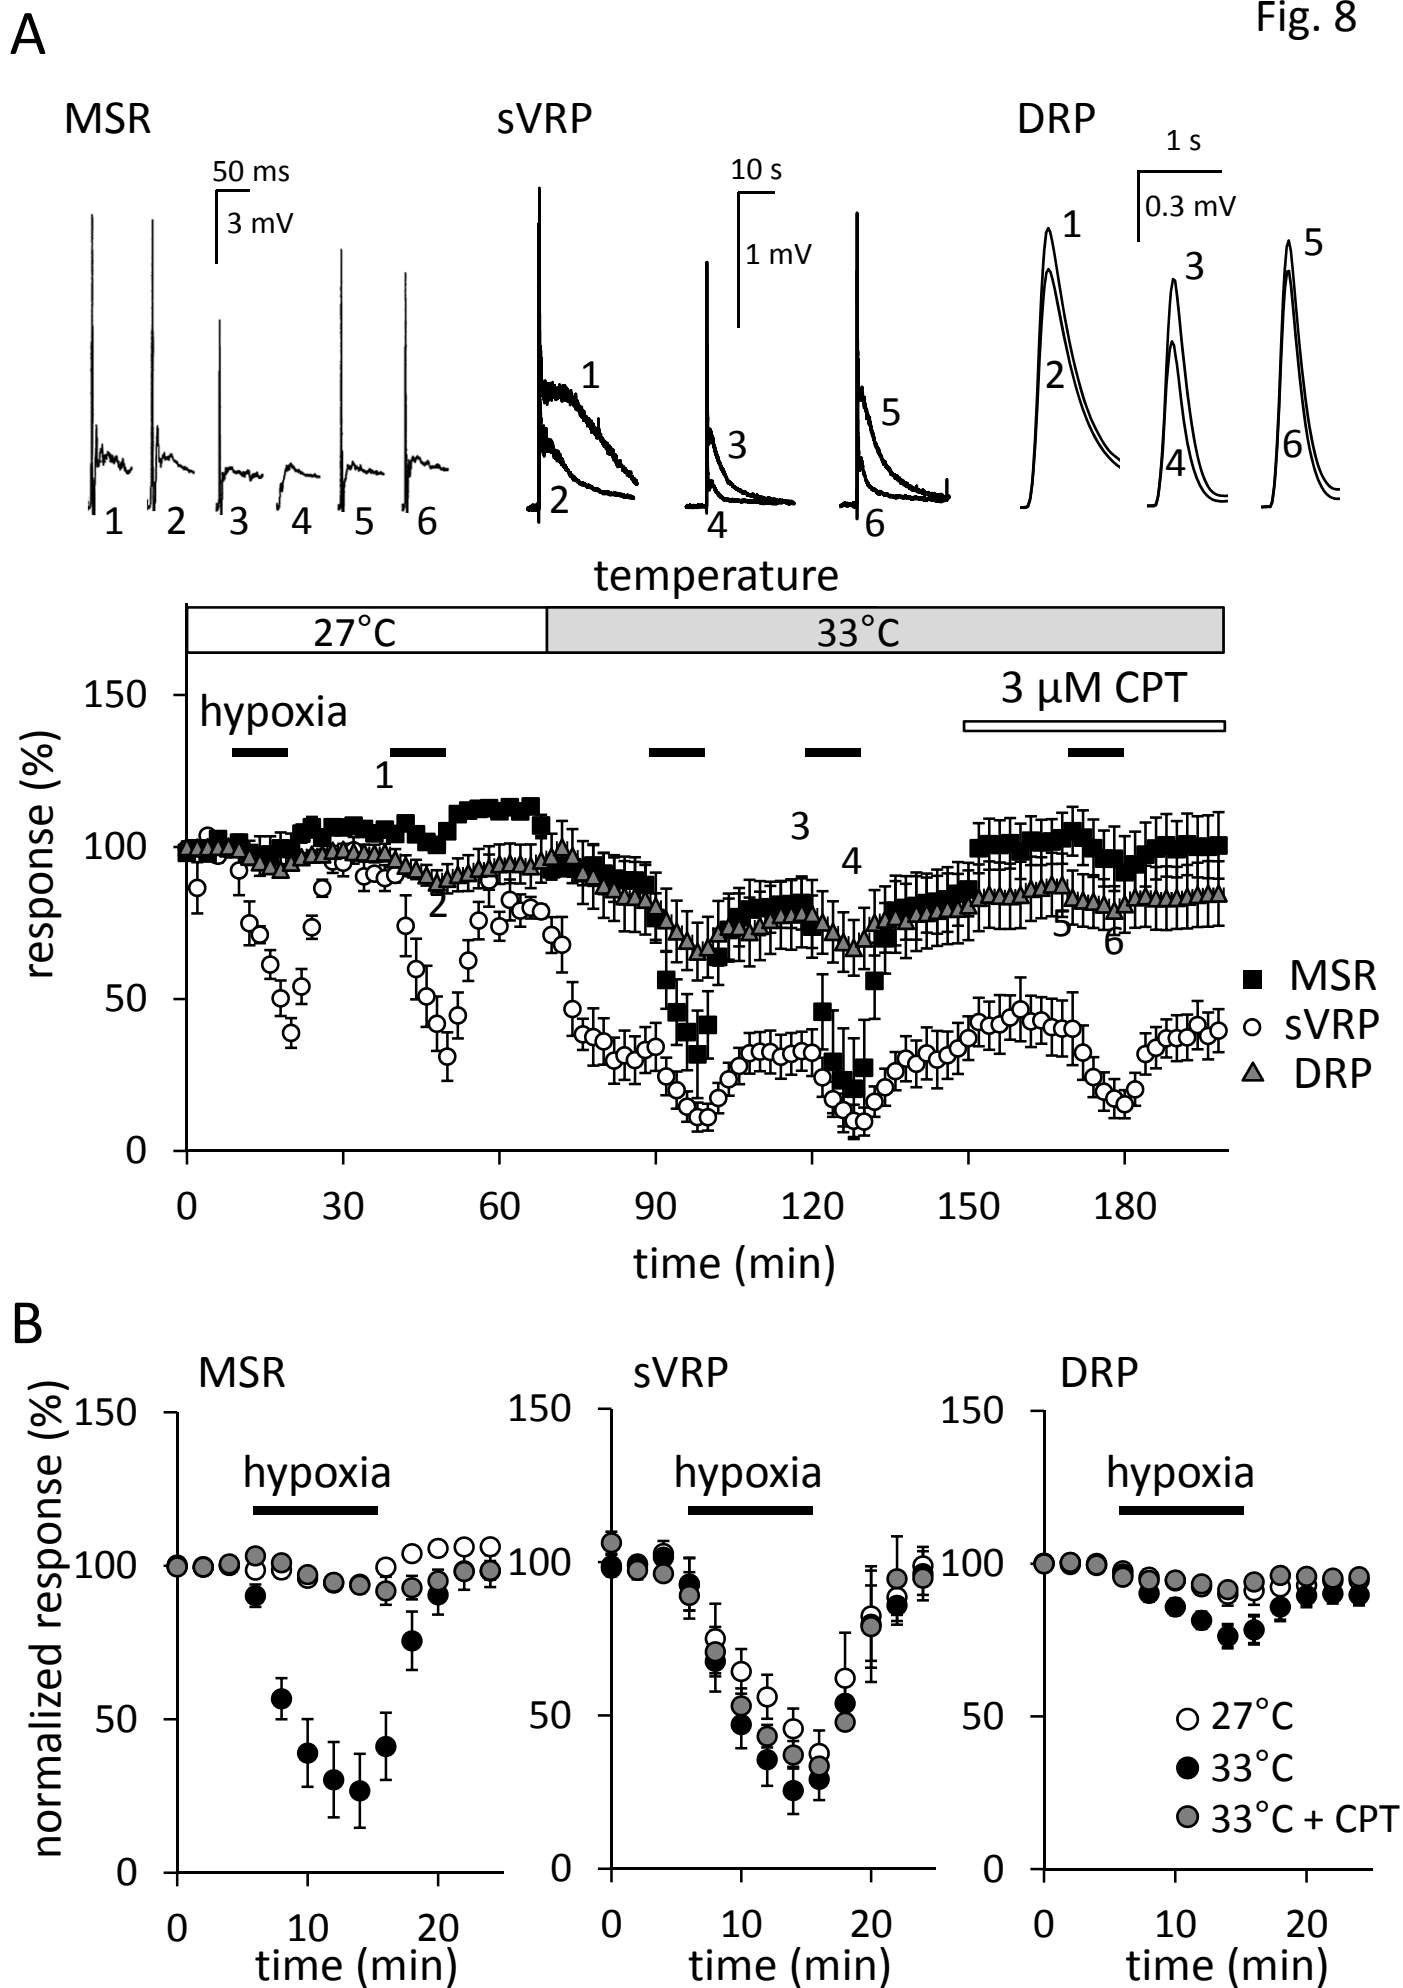 Fig. 8
A
MSR
sVRP
DRP
50 ms
3 mV
10 s
1 mV
1 s
0.3 mV
1 2 3 4 5 6
1
2
3
4
5
6
1
2
3
4
5
6
temperature
27°C
33°C
3 µM CPT
hypoxia
response (%)
150
100
50
0
1
2
3
4
5
6
MSR
sVRP
DRP
0 30 60 90 120 150 180
time (min)
B
MSR
sVRP
DRP
normalized response (%)
150
100
50
0
hypoxia
0 10 20
time (min)
150
100
50
0
hypoxia
0 10 20
time (min)
150
100
50
0
hypoxia
27°C
33°C
33°C + CPT
0 10 20
time (min)